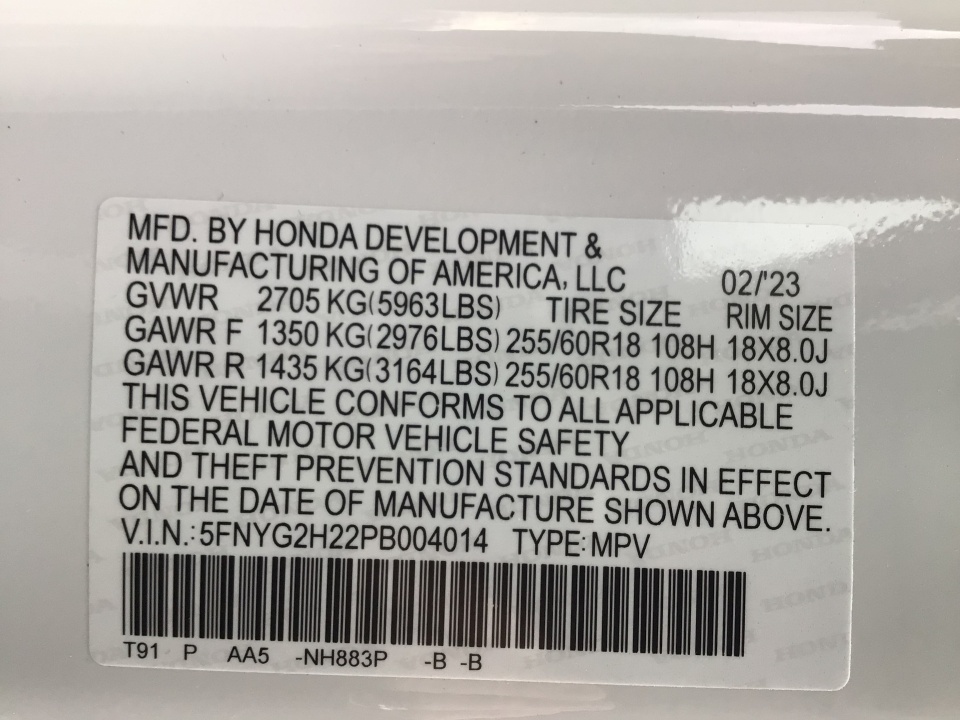 MFD. BY HONDA DEVELOPMENT &
MANUFACTURING OF AMERICA, LLC 02/'23
GVWR 2705 KG(5963LBS) TIRE SIZE RIM SIZE
GAWR F 1350 KG(2976LBS) 255/60R18 108H 18X8.0J
GAWR R 1435 KG(3164LBS) 255/60R18 108H 18X8.0J
THIS VEHICLE CONFORMS TO ALL APPLICABLE
FEDERAL MOTOR VEHICLE SAFETY
AND THEFT PREVENTION STANDARDS IN EFFECT
ON THE DATE OF MANUFACTURE SHOWN ABOVE.
V.I.N.: 5FNYG2H22PB004014 TYPE: MPV
T91 P AA5 -NH883P -B -B